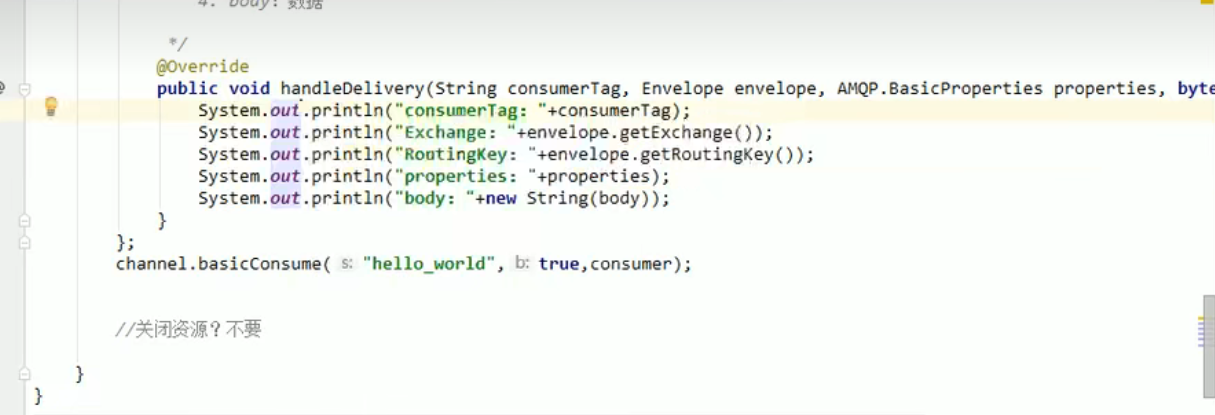 4. body：数据
*/
@Override
public void handleDelivery(String consumerTag, Envelope envelope, AMQP.BasicProperties properties, byte
System.out.println("consumerTag: "+consumerTag);
System.out.println("Exchange: "+envelope.getExchange());
System.out.println("RoutingKey: "+envelope.getRoutingKey());
System.out.println("properties: "+properties);
System.out.println("body: "+new String(body));
}
};
channel.basicConsume( s: "hello_world", b: true,consumer);
//关闭资源？不要
}
}